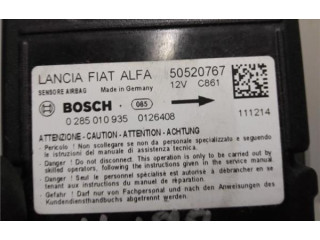 LANCIA FIAT ALFA 50520767
SENSORE AIRBAG Made in Germany 12V C861
BOSCH 065
0 285 010 935 0126408 111214
ATTENZIONE - CAUTION - ATTENTION - ACHTUNG
Pericolo ! Non scollegare se non da personale specializzato e seguendo
le istruzioni del manuale di assistenza tecnica.
Danger ! Do not disconnect. This operation is only to be carried out by
skilled operators, following the instructions given in the service manual.
Danger ! Seul le personnel spécialisé est autorisé à débrancher en
se tenant aux instructions du manuel d'assistance technique.
Gefahr ! Darf nur von Fachpersonal und nach den Anweisungen des
Kundendiensthandbuches abgetrennt werden.